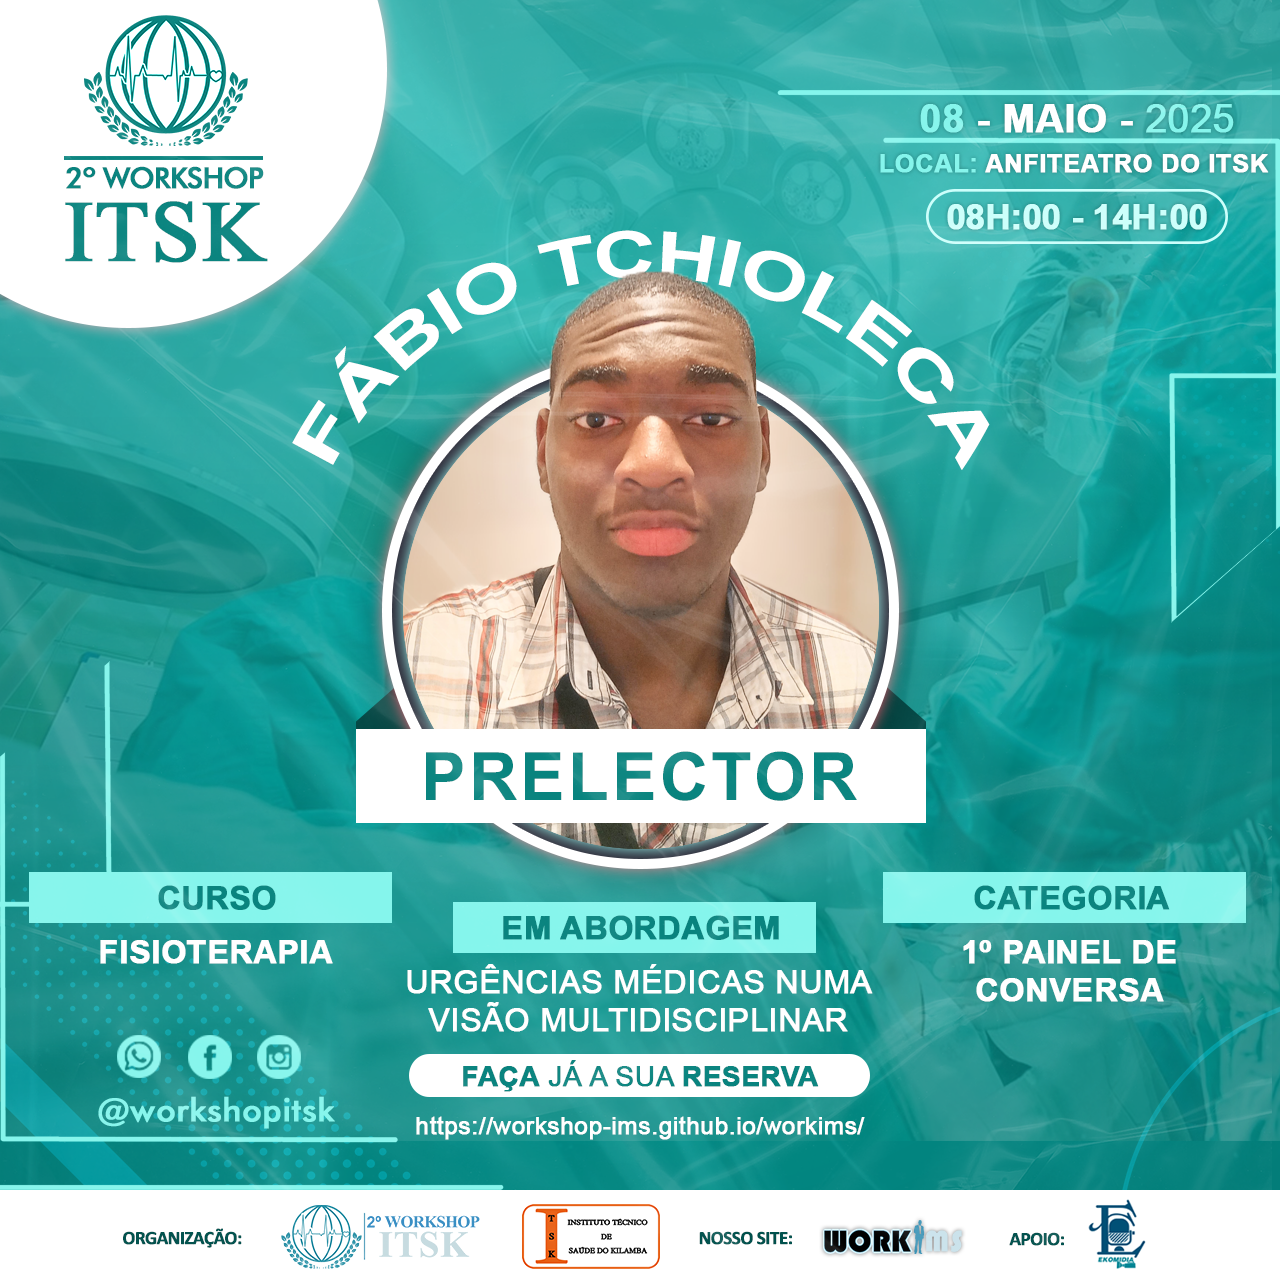 2º WORKSHOP
ITSK
08 - MAIO - 2025
LOCAL: ANFITEATRO DO ITSK
08H:00 - 14H:00
FÁBIO TCHIOLECA
PRELECTOR
CURSO
FISIOTERAPIA
EM ABORDAGEM
URGÊNCIAS MÉDICAS NUMA
VISÃO MULTIDISCIPLINAR
CATEGORIA
1º PAINEL DE
CONVERSA
@workshopitsk
FAÇA JÁ A SUA RESERVA
https://workshop-ims.github.io/workims/
ORGANIZAÇÃO:
2º WORKSHOP
ITSK
ITSK
INSTITUTO TÉCNICO
DE
SAÚDE DO KILAMBA
NOSSO SITE:
WORKIMS
APOIO:
EKOMIDIA